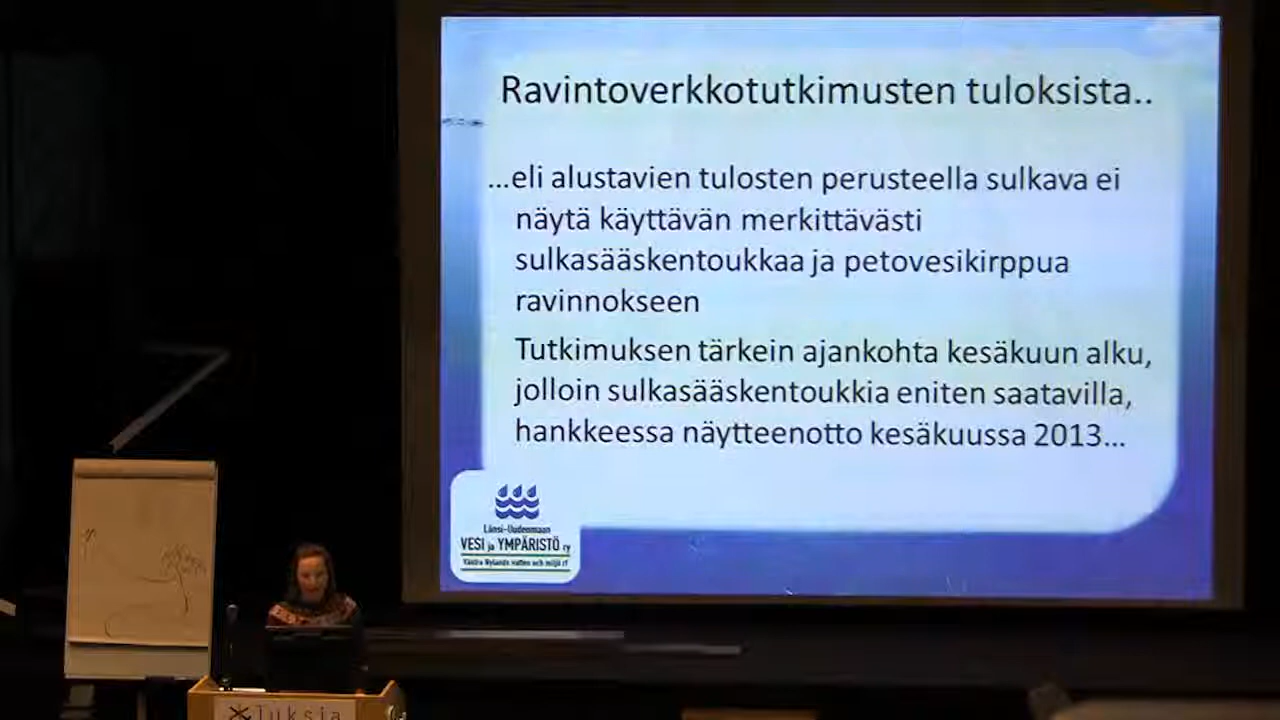 Ravintoverkkotutkimusten tuloksista..
...eli alustavien tulosten perusteella sulkava ei
näytä käyttävän merkittävästi
sulkasääskentoukkaa ja petovesikirppua
ravinnokseen
Tutkimuksen tärkein ajankohta kesäkuun alku,
jolloin sulkasääskentoukkia eniten saatavilla,
hankkeessa näytteenotto kesäkuussa 2013...
Länsi-Uudenmaan
VESI ja YMPÄRISTÖ ry
Västra Nylands vatten och miljö rf
luksia